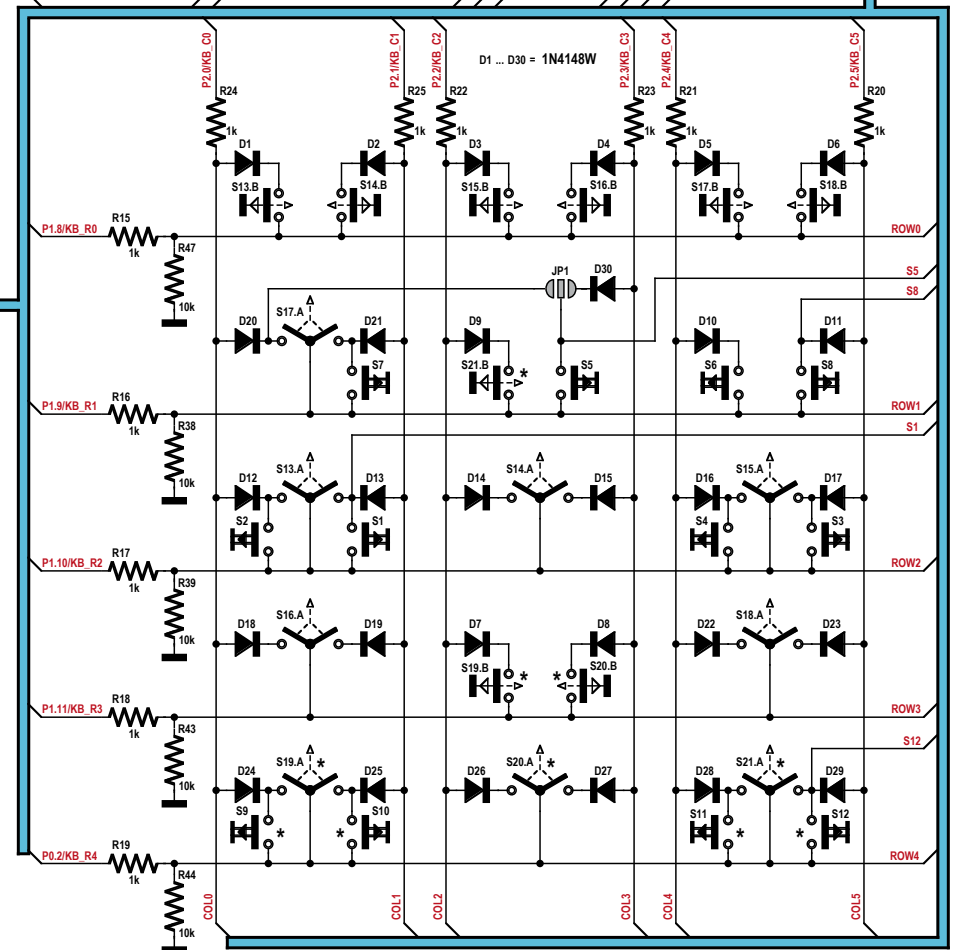 P2.0/KB_C0
P2.1/KB_C1
P2.2/KB_C2
D1 ... D30 = 1N4148W
P2.3/KB_C3
P2.4/KB_C4
P2.5/KB_C5
R24 R25 R22 R23 R21 R20
1k 1k 1k 1k 1k 1k
D1 D2 D3 D4 D5 D6
S13.B S14.B S15.B S16.B S17.B S18.B
P1.8/KB_R0 R15 ROW0
1k R47
10k
JP1 D30 S5
S8
D20 S17.A D21 D9 D10 D11
S7 S21.B * S5 S6 S8
P1.9/KB_R1 R16 ROW1
1k R38 S1
10k
D12 S13.A D13 D14 S14.A D15 D16 S15.A D17
S2 S1 S4 S3
P1.10/KB_R2 R17 ROW2
1k R39
10k
D18 S16.A D19 D7 D8 D22 S18.A D23
S19.B * * S20.B
P1.11/KB_R3 R18 ROW3
1k R43 S12
10k
D24 S19.A * D25 D26 S20.A * D27 D28 S21.A * D29
S9 * * S10 S11 * * S12
P0.2/KB_R4 R19 ROW4
1k R44
10k
COL0 COL1 COL2 COL3 COL4 COL5